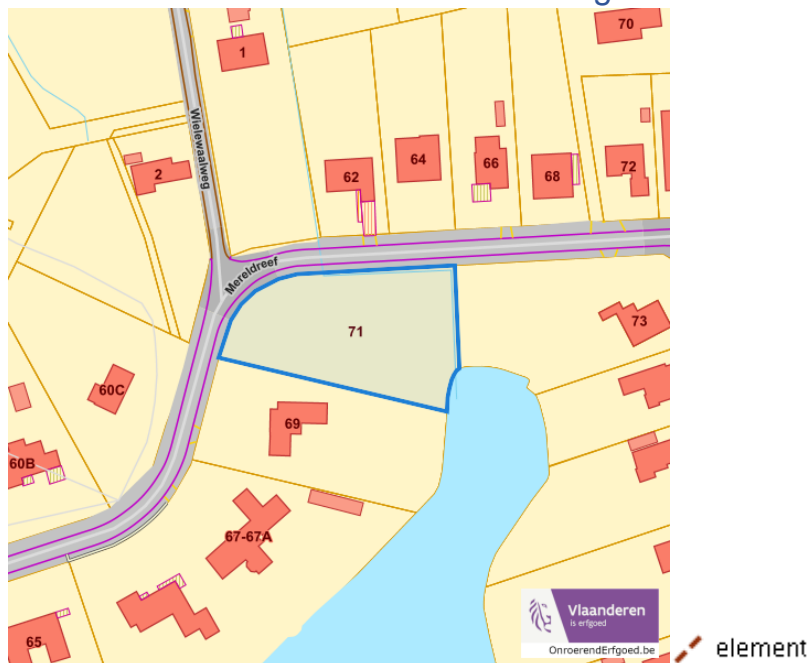 70
1
Wielewaalweg
2
62
64
66
68
72
Mereldreef
71
73
60C
69
60B
67-67A
65
Vlaanderen
is erfgoed
OnroerendErfgoed.be
element